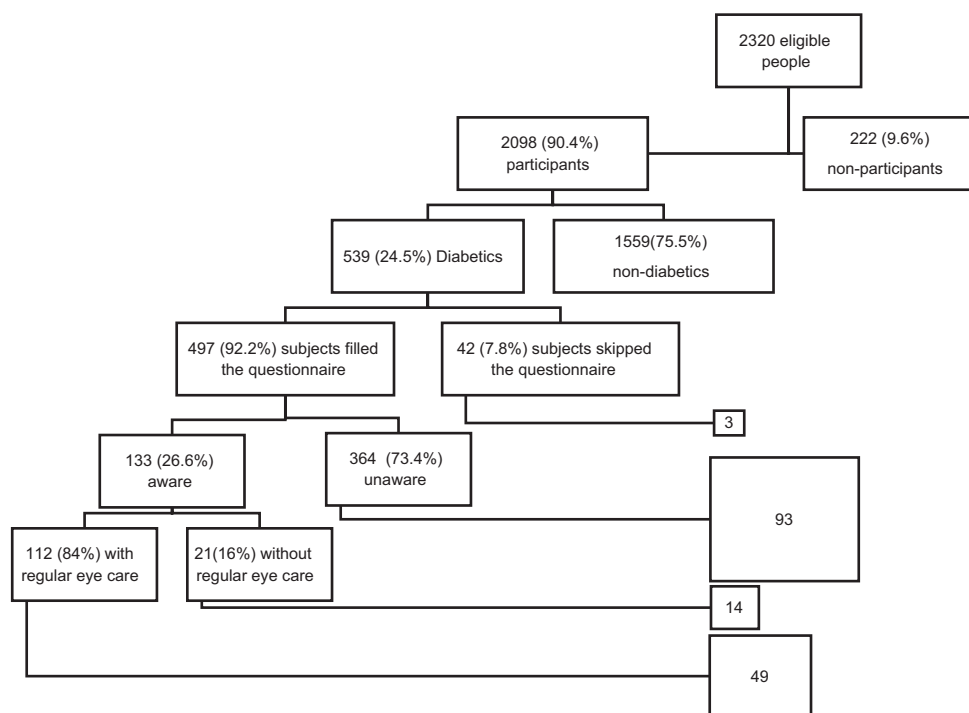 2320 eligible
people
2098 (90.4%)
participants
222 (9.6%)
non-participants
539 (24.5%) Diabetics
1559(75.5%)
non-diabetics
497 (92.2%) subjects filled
the questionnaire
42 (7.8%) subjects skipped
the questionnaire
3
133 (26.6%)
aware
364 (73.4%)
unaware
93
112 (84%) with
regular eye care
21(16%) without
regular eye care
14
49